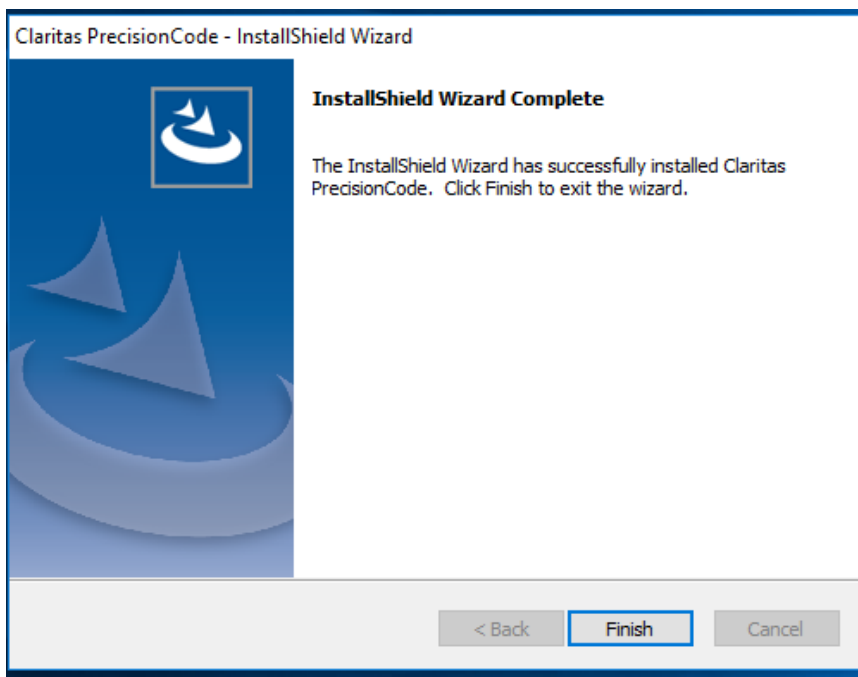 Claritas PrecisionCode - InstallShield Wizard
InstallShield Wizard Complete
The InstallShield Wizard has successfully installed Claritas
PrecisionCode.  Click Finish to exit the wizard.
< Back
Finish
Cancel